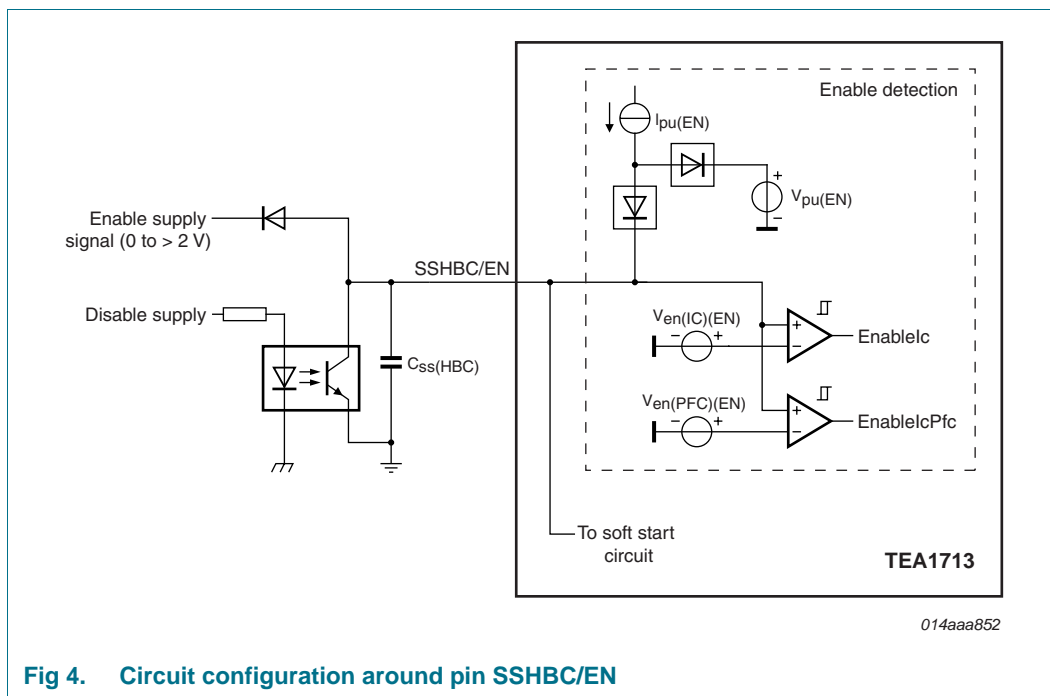 Enable detection
Ipu(EN)
Vpu(EN)
+
−
Enable supply
signal (0 to > 2 V)
SSHBC/EN
Disable supply
Css(HBC)
Ven(IC)(EN)
− +
+
−
EnableIc
Ven(PFC)(EN)
− +
+
−
EnableIcPfc
To soft start
circuit
TEA1713
014aaa852
Fig 4. Circuit configuration around pin SSHBC/EN